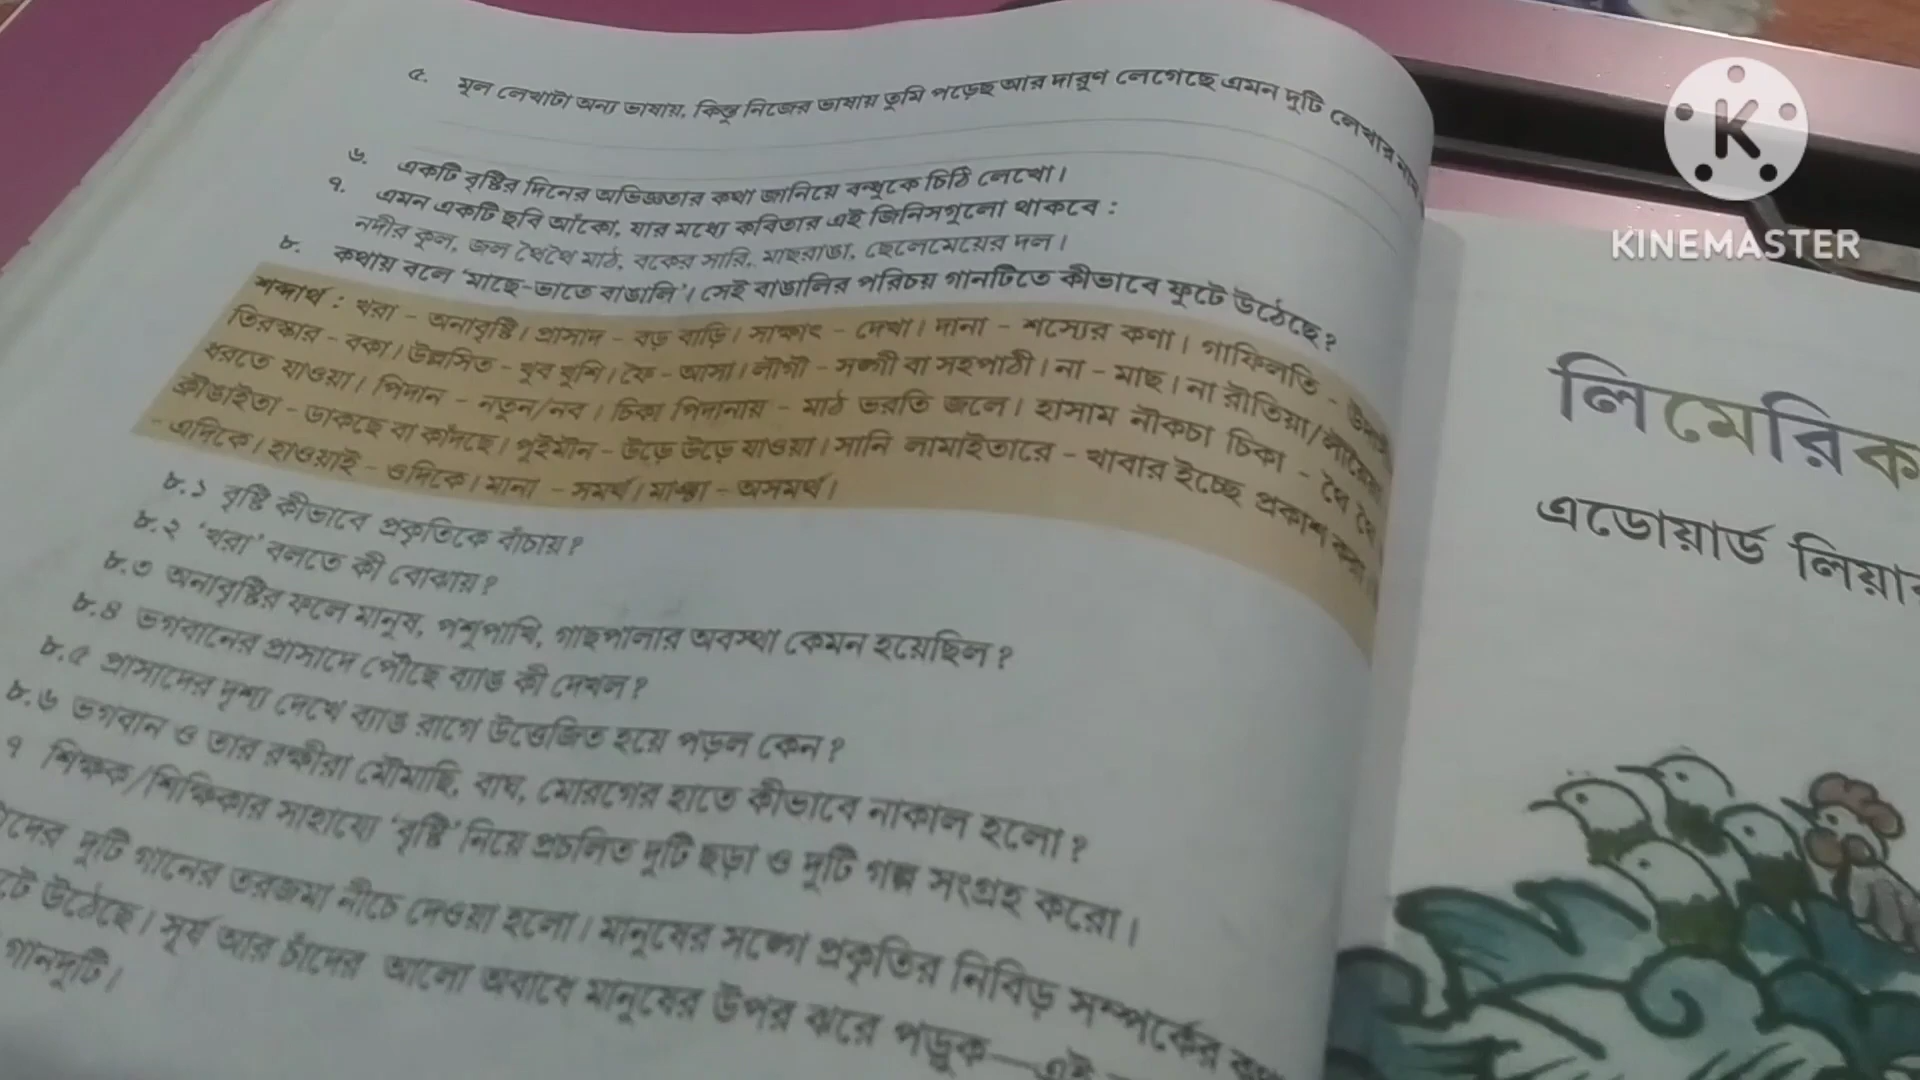 ৫. মূল লেখাটা অন্য ভাষায়, কিন্তু নিজের ভাষায় তুমি পড়েছ আর দারুণ লেগেছে এমন দুটি লেখার
৬. একটি বৃষ্টির দিনের অভিজ্ঞতার কথা জানিয়ে বন্ধুকে চিঠি লেখো।
৭. এমন একটি ছবি আঁকো, যার মধ্যে কবিতার এই জিনিসগুলো থাকবে :
নদীর কূল, জল থৈথৈ মাঠ, বকের সারি, মাছরাঙা, ছেলেমেয়ের দল।
৮. কথায় বলে 'মাছে-ভাতে বাঙালি'। সেই বাঙালির পরিচয় গানটিতে কীভাবে ফুটে উঠেছে?
শব্দার্থ : খরা - অনাবৃষ্টি। প্রাসাদ - বড় বাড়ি। সাক্ষাৎ - দেখা। দানা - শস্যের কণা। গাফিলতি -
তিরস্কার - বকা। উল্লসিত - খুব খুশি। ফৈ - আসা। লীগী - সঙ্গী বা সহপাঠী। না - মাছ। না রীতিয়া/
ধরতে যাওয়া। পিদান - নতুন/নব। চিকা পিদানায় - মাঠ ভরতি জলে। হাসাম নীকচা চিকা - থৈ থৈ
ক্রীঙাইতা - ডাকছে বা কাঁদছে। পুইমৌন - উড়ে উড়ে যাওয়া। সানি লামাইতারে - খাবার ইচ্ছে প্রকাশ করা
- এদিকে। হাওয়াই - ওদিকে। মানা - সমর্থ। মাঞ্চা - অসমর্থ।
৮.১ বৃষ্টি কীভাবে প্রকৃতিকে বাঁচায়?
৮.২ 'খরা' বলতে কী বোঝায়?
৮.৩ অনাবৃষ্টির ফলে মানুষ, পশুপাখি, গাছপালার অবস্থা কেমন হয়েছিল?
৮.৪ ভগবানের প্রাসাদে পৌঁছে ব্যাঙ কী দেখল?
৮.৫ প্রাসাদের দৃশ্য দেখে ব্যাঙ রাগে উত্তেজিত হয়ে পড়ল কেন?
৮.৬ ভগবান ও তার রক্ষীরা মৌমাছি, বাঘ, মোরগের হাতে কীভাবে নাকাল হলো?
৭ শিক্ষক/শিক্ষিকার সাহায্যে 'বৃষ্টি' নিয়ে প্রচলিত দুটি ছড়া ও দুটি গল্প সংগ্রহ করো।
দুটি গানের তরজমা নীচে দেওয়া হলো। মানুষের সঙ্গে প্রকৃতির নিবিড় সম্পর্কের
উঠেছে। সূর্য আর চাঁদের আলো অবাধে মানুষের উপর ঝরে পড়ুক—এই
গানদুটি।
লিমেরিক
এডোয়ার্ড লিয়া
KINEMASTER